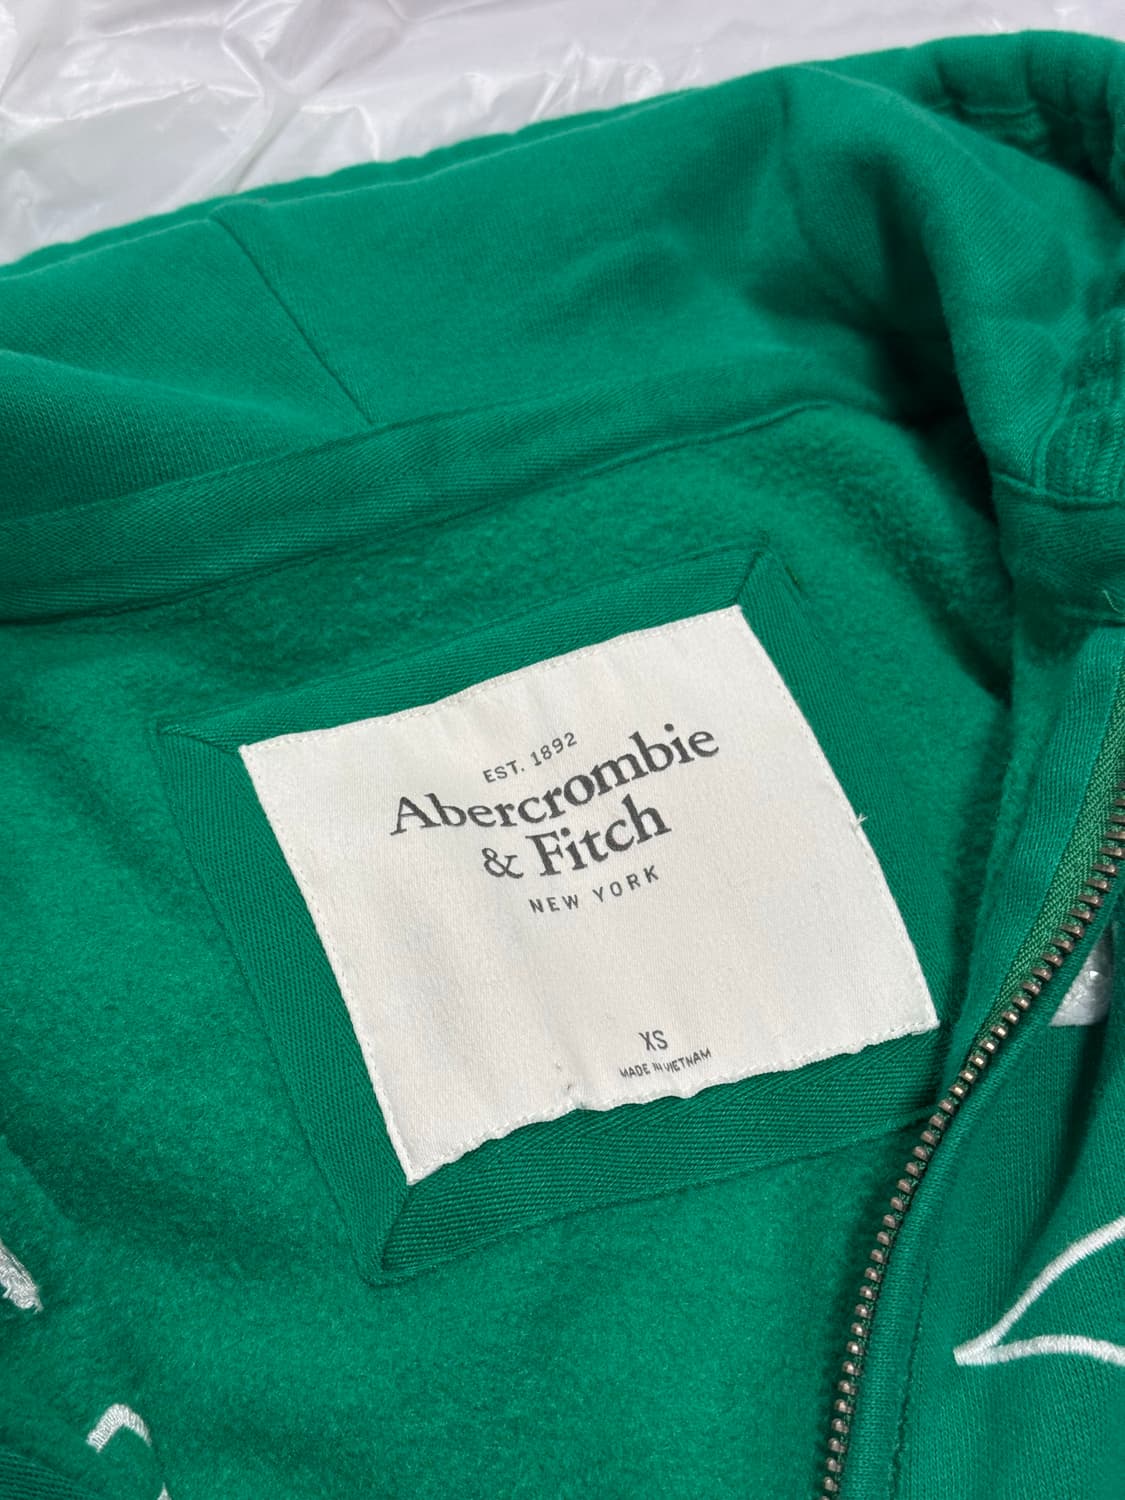 EST. 1892
Abercrombie
& Fitch
NEW YORK
XS
MADE IN VIETNAM